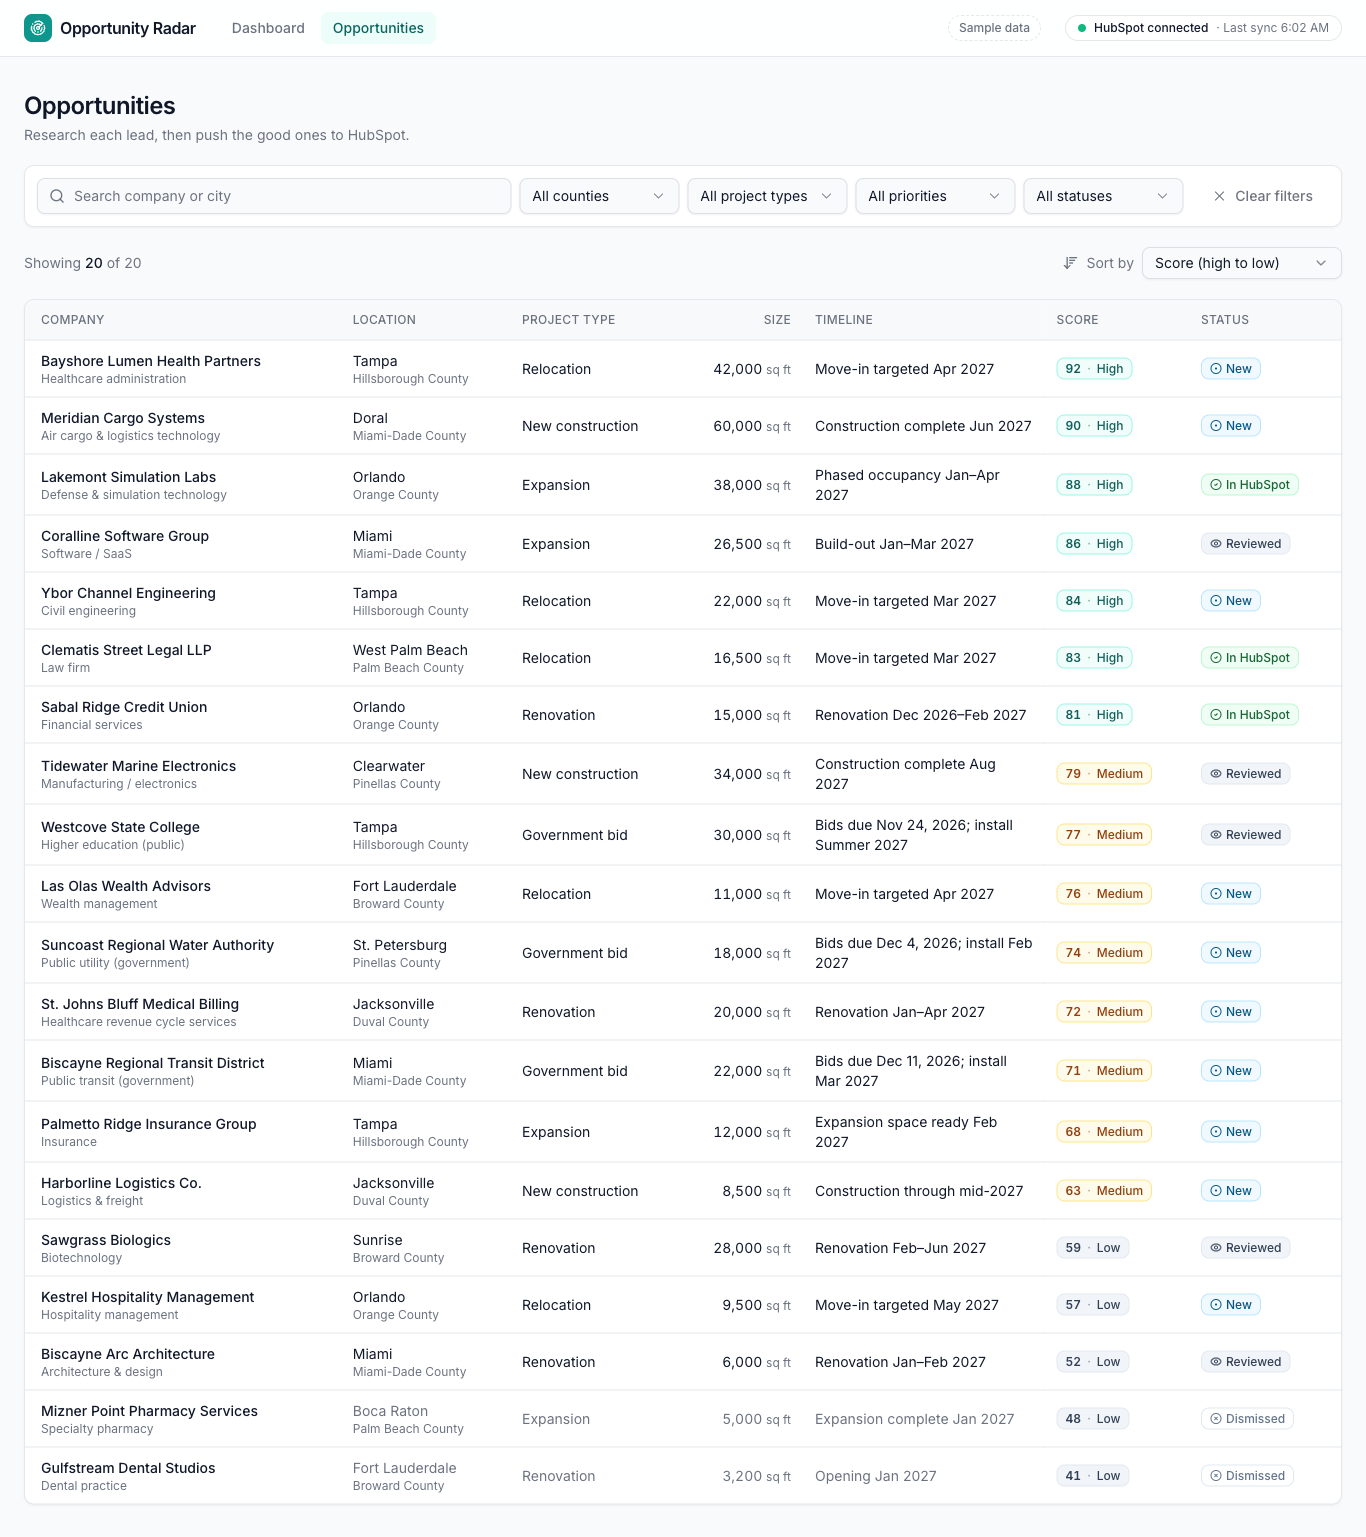 Opportunity Radar
Dashboard
Opportunities
Sample data
HubSpot connected · Last sync 6:02 AM
Opportunities
Research each lead, then push the good ones to HubSpot.
Search company or city
All counties
All project types
All priorities
All statuses
Clear filters
Showing 20 of 20
Sort by
Score (high to low)
COMPANY LOCATION PROJECT TYPE SIZE TIMELINE SCORE STATUS
Bayshore Lumen Health Partners
Healthcare administration
Tampa
Hillsborough County
Relocation
42,000 sq ft
Move-in targeted Apr 2027
92 · High
New
Meridian Cargo Systems
Air cargo & logistics technology
Doral
Miami-Dade County
New construction
60,000 sq ft
Construction complete Jun 2027
90 · High
New
Lakemont Simulation Labs
Defense & simulation technology
Orlando
Orange County
Expansion
38,000 sq ft
Phased occupancy Jan–Apr
2027
88 · High
In HubSpot
Coralline Software Group
Software / SaaS
Miami
Miami-Dade County
Expansion
26,500 sq ft
Build-out Jan–Mar 2027
86 · High
Reviewed
Ybor Channel Engineering
Civil engineering
Tampa
Hillsborough County
Relocation
22,000 sq ft
Move-in targeted Mar 2027
84 · High
New
Clematis Street Legal LLP
Law firm
West Palm Beach
Palm Beach County
Relocation
16,500 sq ft
Move-in targeted Mar 2027
83 · High
In HubSpot
Sabal Ridge Credit Union
Financial services
Orlando
Orange County
Renovation
15,000 sq ft
Renovation Dec 2026–Feb 2027
81 · High
In HubSpot
Tidewater Marine Electronics
Manufacturing / electronics
Clearwater
Pinellas County
New construction
34,000 sq ft
Construction complete Aug
2027
79 · Medium
Reviewed
Westcove State College
Higher education (public)
Tampa
Hillsborough County
Government bid
30,000 sq ft
Bids due Nov 24, 2026; install
Summer 2027
77 · Medium
Reviewed
Las Olas Wealth Advisors
Wealth management
Fort Lauderdale
Broward County
Relocation
11,000 sq ft
Move-in targeted Apr 2027
76 · Medium
New
Suncoast Regional Water Authority
Public utility (government)
St. Petersburg
Pinellas County
Government bid
18,000 sq ft
Bids due Dec 4, 2026; install Feb
2027
74 · Medium
New
St. Johns Bluff Medical Billing
Healthcare revenue cycle services
Jacksonville
Duval County
Renovation
20,000 sq ft
Renovation Jan–Apr 2027
72 · Medium
New
Biscayne Regional Transit District
Public transit (government)
Miami
Miami-Dade County
Government bid
22,000 sq ft
Bids due Dec 11, 2026; install
Mar 2027
71 · Medium
New
Palmetto Ridge Insurance Group
Insurance
Tampa
Hillsborough County
Expansion
12,000 sq ft
Expansion space ready Feb
2027
68 · Medium
New
Harborline Logistics Co.
Logistics & freight
Jacksonville
Duval County
New construction
8,500 sq ft
Construction through mid-2027
63 · Medium
New
Sawgrass Biologics
Biotechnology
Sunrise
Broward County
Renovation
28,000 sq ft
Renovation Feb–Jun 2027
59 · Low
Reviewed
Kestrel Hospitality Management
Hospitality management
Orlando
Orange County
Relocation
9,500 sq ft
Move-in targeted May 2027
57 · Low
New
Biscayne Arc Architecture
Architecture & design
Miami
Miami-Dade County
Renovation
6,000 sq ft
Renovation Jan–Feb 2027
52 · Low
Reviewed
Mizner Point Pharmacy Services
Specialty pharmacy
Boca Raton
Palm Beach County
Expansion
5,000 sq ft
Expansion complete Jan 2027
48 · Low
Dismissed
Gulfstream Dental Studios
Dental practice
Fort Lauderdale
Broward County
Renovation
3,200 sq ft
Opening Jan 2027
41 · Low
Dismissed